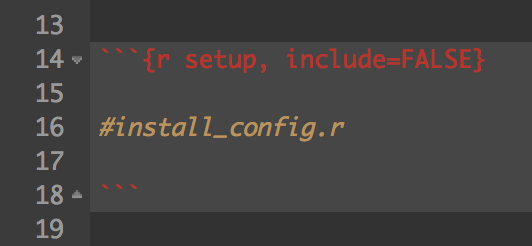 13
14 ```{r setup, include=FALSE}
15
16 #install_config.r
17
18 ```
19